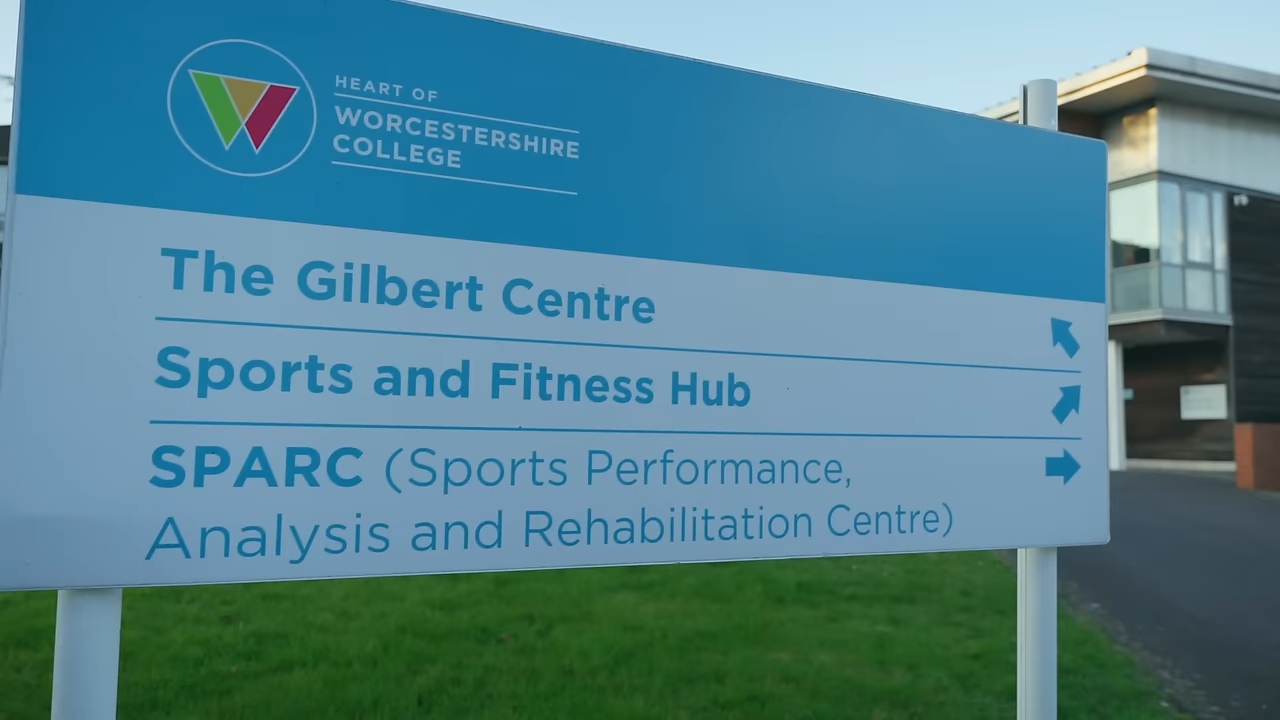 HEART OF
WORCESTERSHIRE
COLLEGE
The Gilbert Centre
Sports and Fitness Hub
SPARC (Sports Performance,
Analysis and Rehabilitation Centre)